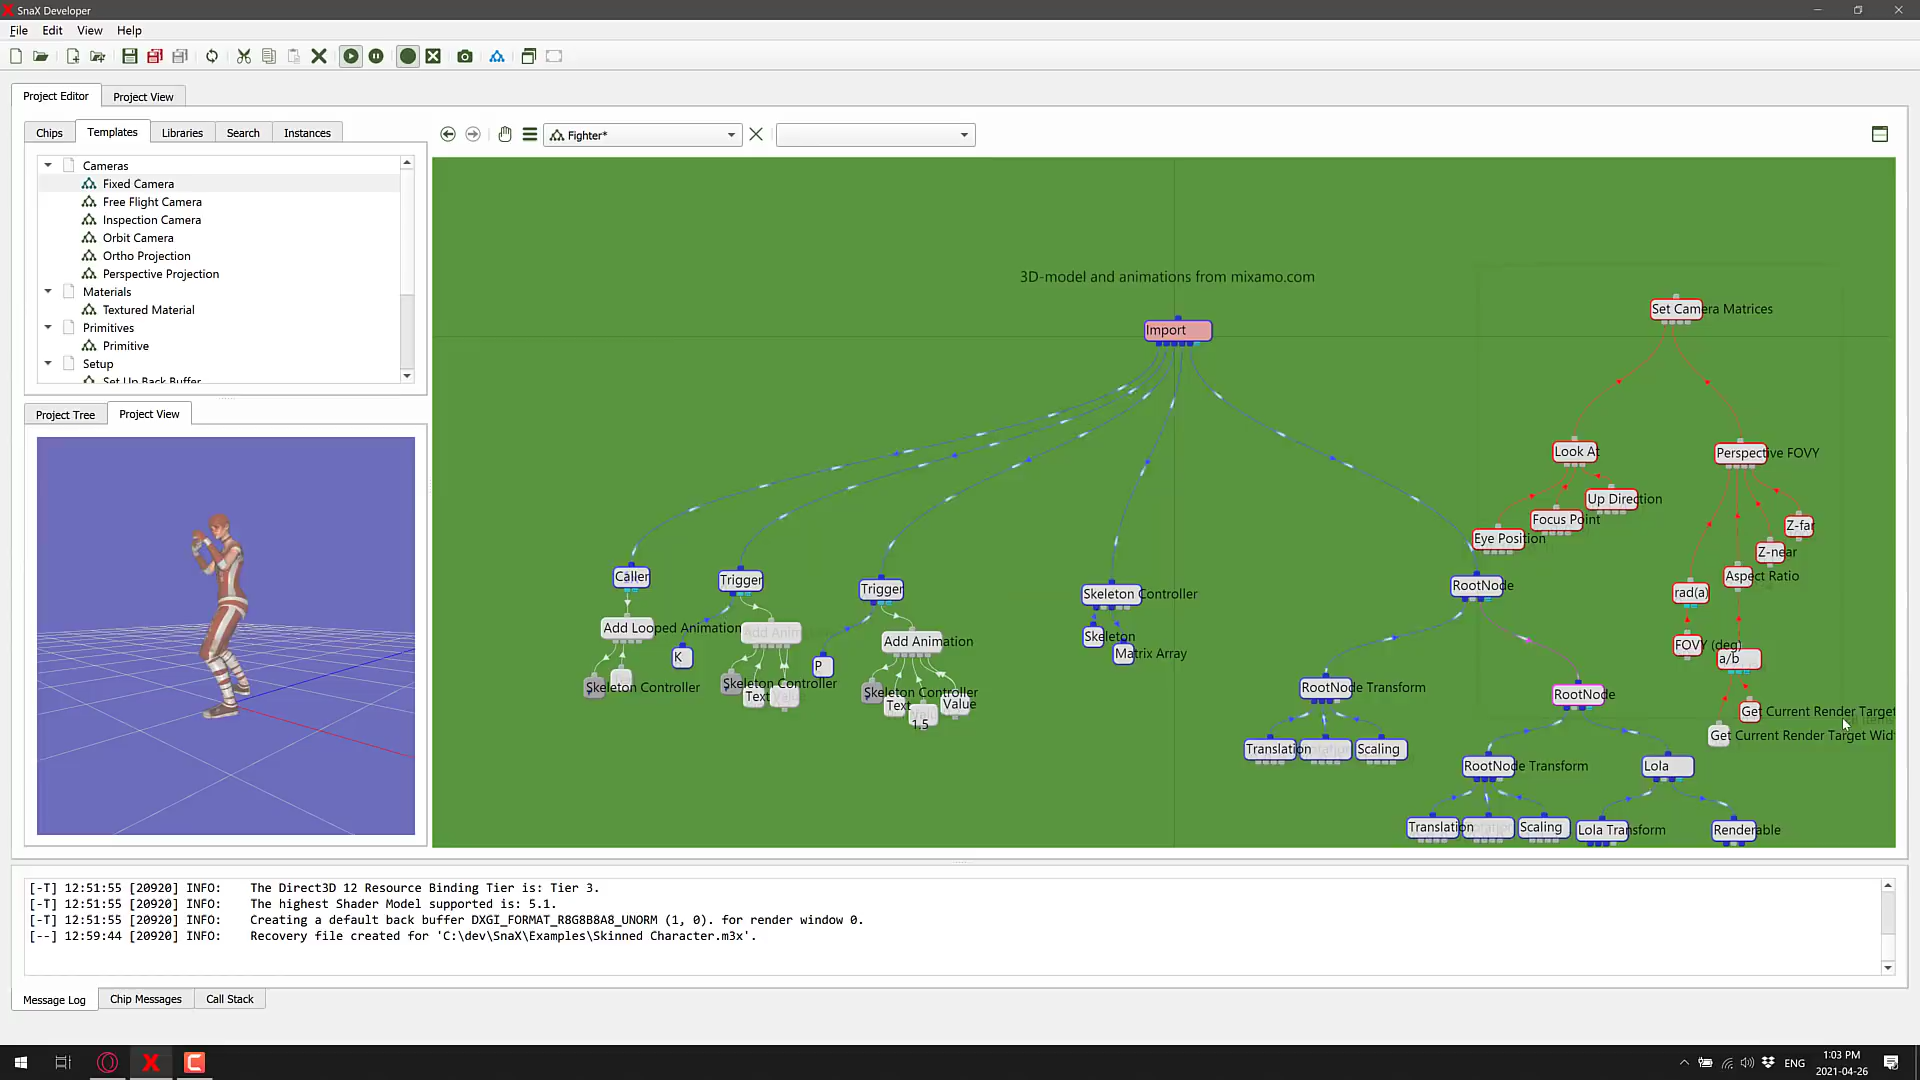 SnaX Developer
File Edit View Help
Project Editor Project View
Chips Templates Libraries Search Instances
Fighter*
Cameras
Fixed Camera
Free Flight Camera
Inspection Camera
Orbit Camera
Ortho Projection
Perspective Projection
Materials
Textured Material
Primitives
Primitive
Setup
Set Up Back Buffer
Project Tree Project View
3D-model and animations from mixamo.com
Import
Set Camera Matrices
Look At
Perspective FOVY
Up Direction
Focus Point
Eye Position
Z-far
Z-near
Aspect Ratio
rad(a)
FOVY (deg)
a/b
Get Current Render Target
Get Current Render Target Wid
Caller
Trigger
Trigger
Skeleton Controller
RootNode
Add Looped Animation
Add Anim
Add Animation
K
P
Skeleton
Matrix Array
Skeleton Controller
Skeleton Controller
Text
Skeleton Controller
Text
Value
1.5
RootNode Transform
RootNode
Translation
Scaling
RootNode Transform
Lola
Translation
Scaling
Lola Transform
Renderable
[-T] 12:51:55 [20920] INFO: The Direct3D 12 Resource Binding Tier is: Tier 3.
[-T] 12:51:55 [20920] INFO: The highest Shader Model supported is: 5.1.
[-T] 12:51:55 [20920] INFO: Creating a default back buffer DXGI_FORMAT_R8G8B8A8_UNORM (1, 0). for render window 0.
[--] 12:59:44 [20920] INFO: Recovery file created for 'C:\dev\SnaX\Examples\Skinned Character.m3x'.
Message Log Chip Messages Call Stack
ENG
1:03 PM
2021-04-26